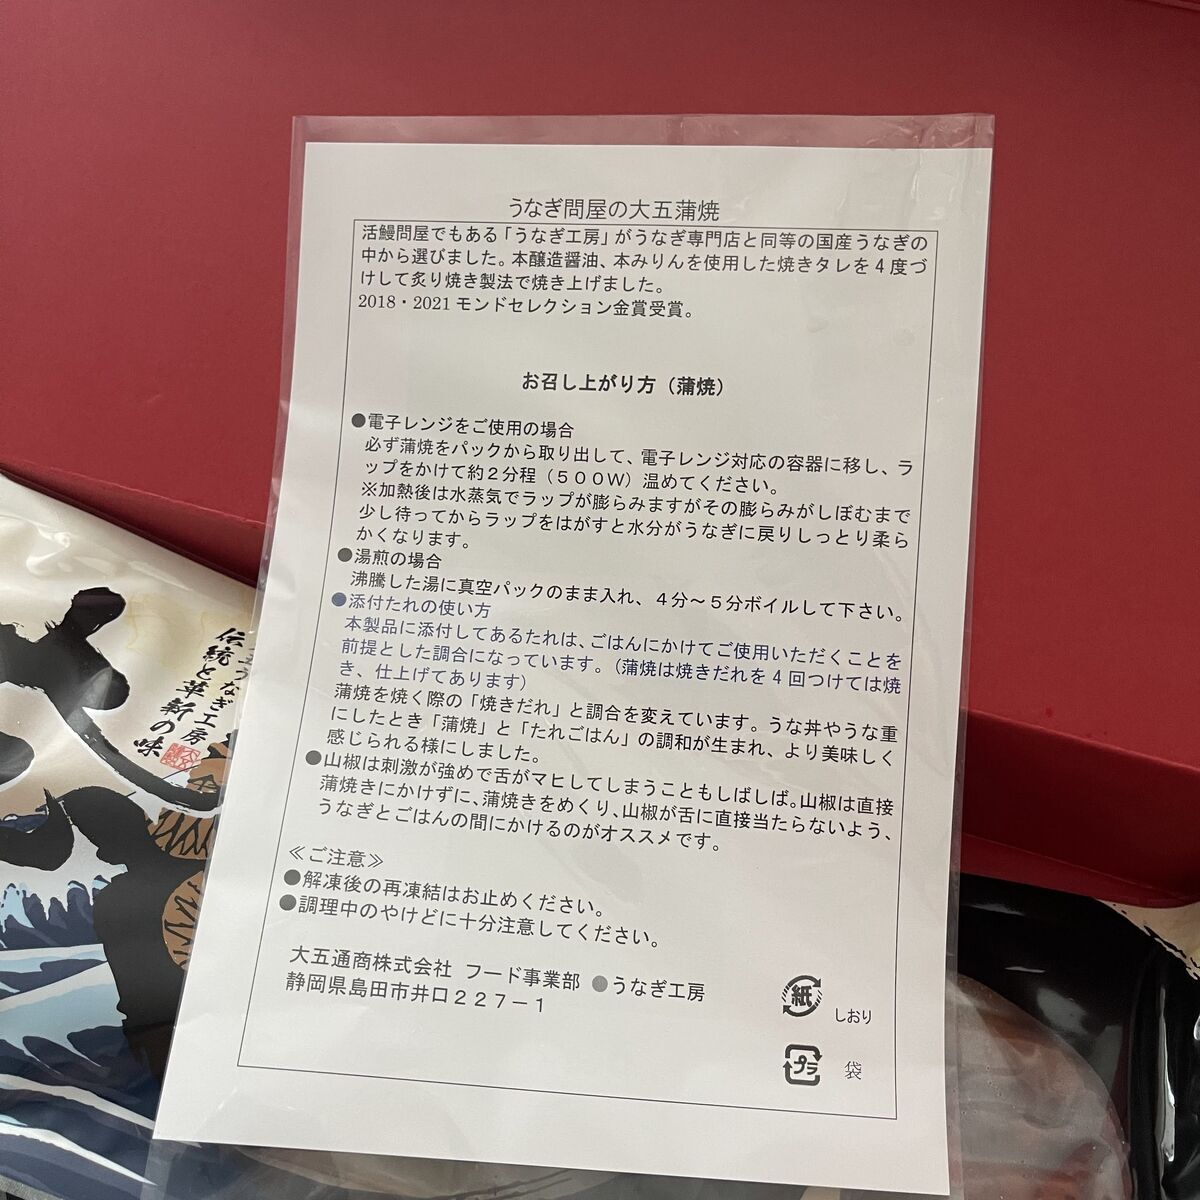 うなぎ問屋の大五蒲焼
活鰻問屋でもある「うなぎ工房」がうなぎ専門店と同等の国産うなぎの
中から選びました。本醸造醤油、本みりんを使用した焼きタレを4度づ
けして炙り焼き製法で焼き上げました。
2018・2021モンドセレクション金賞受賞。
お召し上がり方（蒲焼）
●電子レンジをご使用の場合
必ず蒲焼をパックから取り出して、電子レンジ対応の容器に移し、ラ
ップをかけて約2分程（５００W）温めてください。
※加熱後は水蒸気でラップが膨らみますがその膨らみがしぼむまで
少し待ってからラップをはがすと水分がうなぎに戻りしっとり柔ら
かくなります。
●湯煎の場合
沸騰した湯に真空パックのまま入れ、４分～５分ボイルして下さい。
●添付たれの使い方
本製品に添付してあるたれは、ごはんにかけてご使用いただくことを
前提とした調合になっています。（蒲焼は焼きだれを４回つけては焼
き、仕上げてあります）
蒲焼を焼く際の「焼きだれ」と調合を変えています。うな丼やうな重
にしたとき「蒲焼」と「たれごはん」の調和が生まれ、より美味しく
感じられる様にしました。
●山椒は刺激が強めで舌がマヒしてしまうこともしばしば。山椒は直接
蒲焼きにかけずに、蒲焼きをめくり、山椒が舌に直接当たらないよう、
うなぎとごはんの間にかけるのがオススメです。
≪ご注意≫
●解凍後の再凍結はお止めください。
●調理中のやけどに十分注意してください。
大五通商株式会社 フード事業部 ●うなぎ工房
静岡県島田市井口２２７－１
紙 しおり
プラ 袋
うなぎ工房
伝統と革新の味